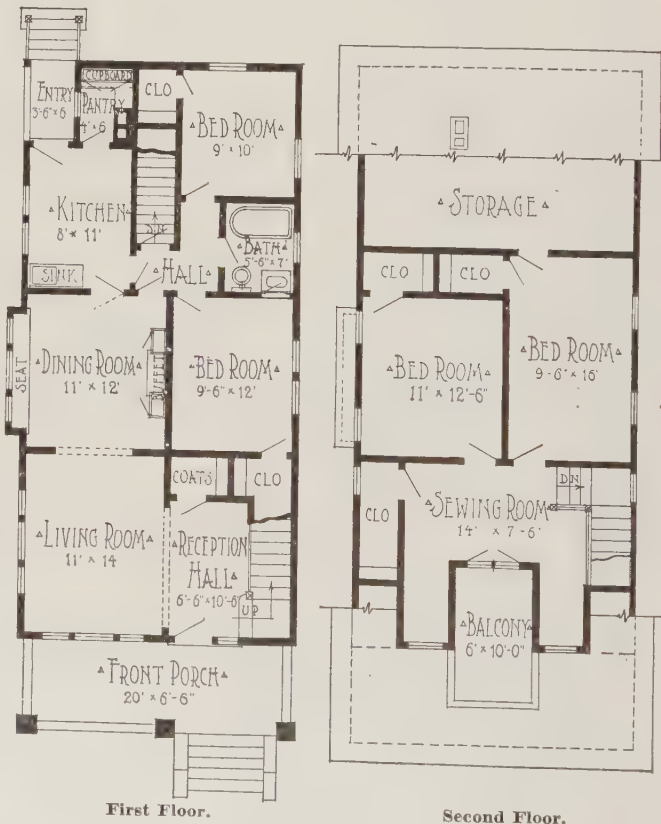 CUPBOARD
ENTRY
3'-6" x 6
PANTRY
4' x 6
CLO
BED ROOM
9' x 10'
KITCHEN
8' x 11'
DN
SINK
HALL
BATH
5'-6" x 7'
SEAT
DINING ROOM
11' x 12'
BUFFET
BED ROOM
9'-6" x 12'
COATS
CLO
LIVING ROOM
11' x 14
RECEPTION
HALL
6'-6" x 10'-6"
UP
FRONT PORCH
20' x 6'-6"
First Floor.
STORAGE
CLO
CLO
BED ROOM
11' x 12'-6"
BED ROOM
9-6" x 16'
DN
CLO
SEWING ROOM
14' x 7'-6"
BALCONY
6' x 10'-0"
Second Floor.